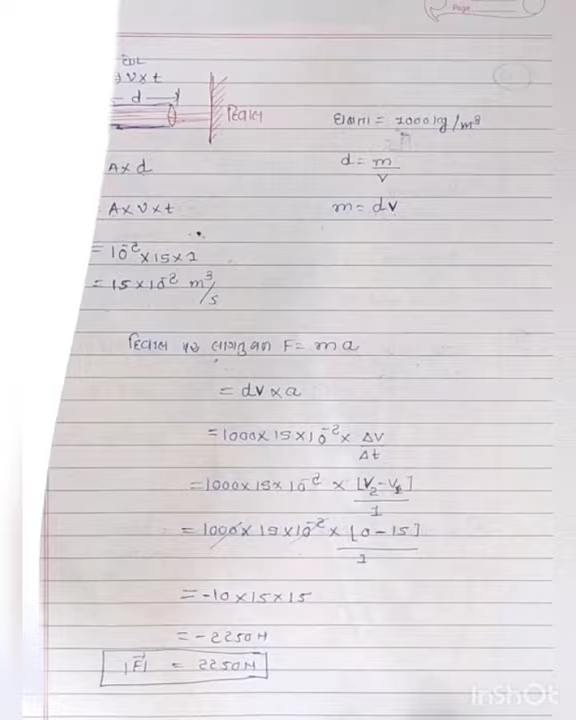 Page
V×t
d
દિવાલ
ઘનતા = 1000 kg/m³
A×d
d = m/V
A×V×t
m = dV
= 10⁻² ×15×1
= 15×10⁻² m³/s
દિવાલ પર લાગતુ બળ F = ma
= dV×a
= 1000×15×10⁻² × ΔV/Δt
= 1000×15×10⁻² × [V₂-V₁]/1
= 1000×15×10⁻² × [0-15]/1
= -10×15×15
= -2250N
|F⃗| = 2250N
InShOt